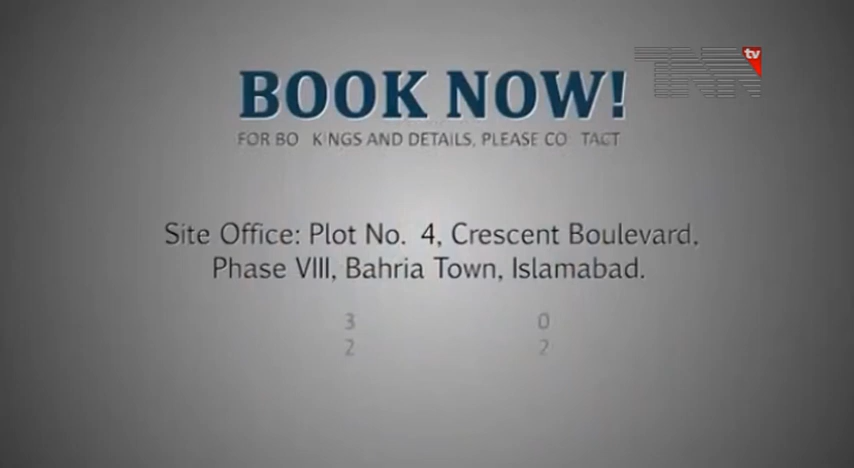 tv
BOOK NOW!
FOR BO KINGS AND DETAILS, PLEASE CO TACT
Site Office: Plot No. 4, Crescent Boulevard,
Phase VIII, Bahria Town, Islamabad.
3 0
2 2